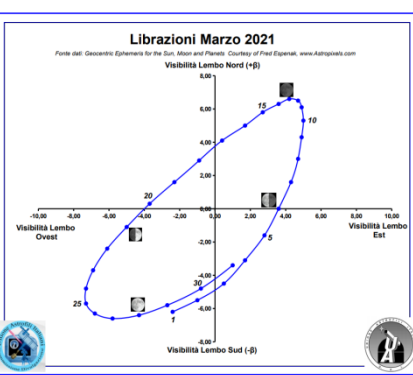 Librazioni Marzo 2021
Fonte dati: Geocentric Ephemeris for the Sun, Moon and Planets Courtesy of Fred Espenak, www.Astropixels.com
Visibilità Lembo Nord (+β)
8,00
6,00
15
10
4,00
2,00
20
-10,00 -8,00 -6,00 -4,00 -2,00 0,00 2,00 4,00 6,00 8,00 10,00
Visibilità Lembo Ovest
Visibilità Lembo Est
-2,00
5
-4,00
30
25
1
-6,00
-8,00
Visibilità Lembo Sud (-β)